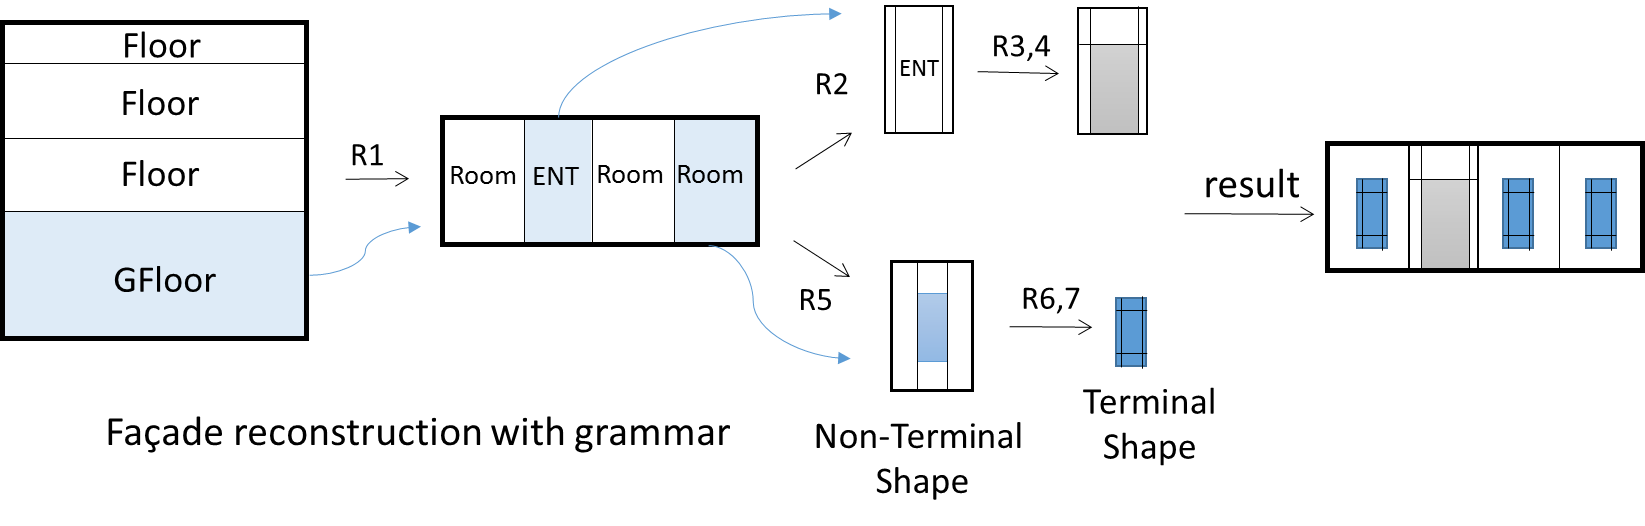 Floor
Floor
Floor
GFloor
R1
Room ENT Room Room
R2
ENT
R3,4
R5
R6,7
result
Non-Terminal
Shape
Terminal
Shape
Façade reconstruction with grammar